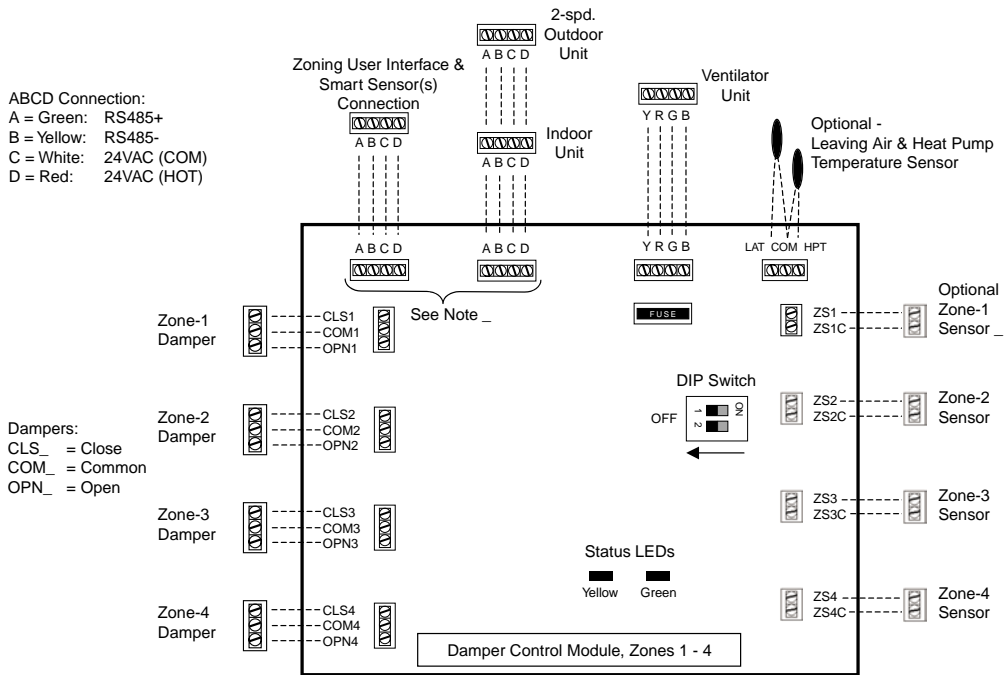 2-spd.
Outdoor
Unit
A B C D
Zoning User Interface &
Smart Sensor(s)
Connection
A B C D
Ventilator
Unit
Y R G B
ABCD Connection:
A = Green: RS485+
B = Yellow: RS485-
C = White: 24VAC (COM)
D = Red: 24VAC (HOT)
Indoor
Unit
A B C D
Optional -
Leaving Air & Heat Pump
Temperature Sensor
A B C D
A B C D
Y R G B
LAT COM HPT
See Note _
FUSE
Zone-1
Damper
CLS1
COM1
OPN1
ZS1
ZS1C
Optional
Zone-1
Sensor _
DIP Switch
OFF
ON
1
2
Zone-2
Damper
CLS2
COM2
OPN2
ZS2
ZS2C
Zone-2
Sensor
Dampers:
CLS_ = Close
COM_ = Common
OPN_ = Open
Zone-3
Damper
CLS3
COM3
OPN3
ZS3
ZS3C
Zone-3
Sensor
Status LEDs
Yellow Green
Zone-4
Damper
CLS4
COM4
OPN4
ZS4
ZS4C
Zone-4
Sensor
Damper Control Module, Zones 1 - 4